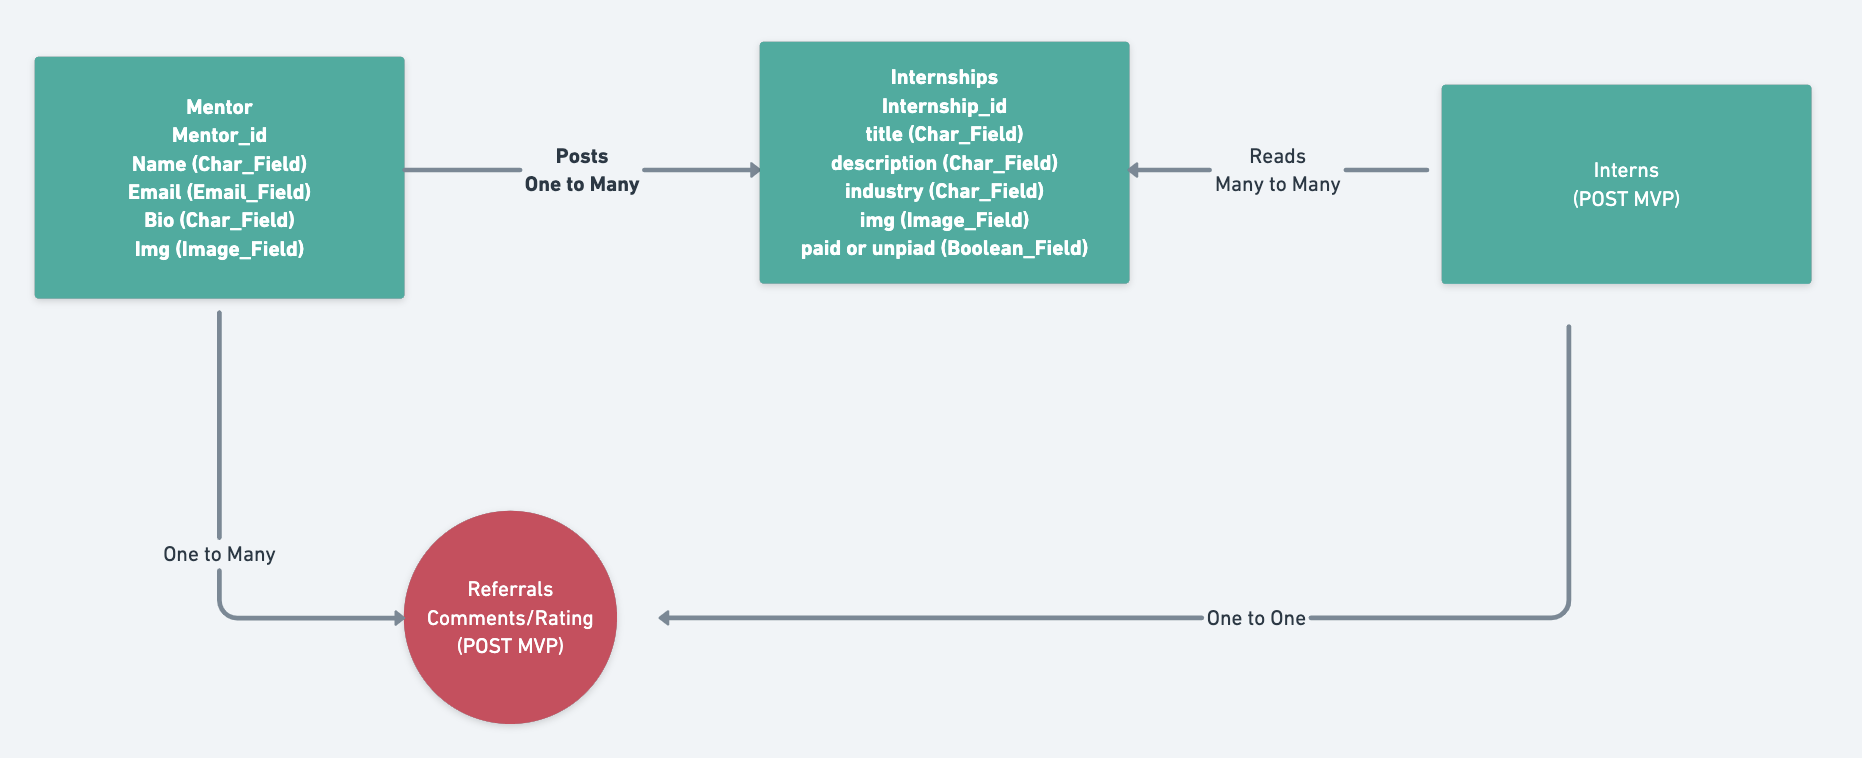 Mentor
Mentor_id
Name (Char_Field)
Email (Email_Field)
Bio (Char_Field)
Img (Image_Field)
Posts
One to Many
Internships
Internship_id
title (Char_Field)
description (Char_Field)
industry (Char_Field)
img (Image_Field)
paid or unpiad (Boolean_Field)
Reads
Many to Many
Interns
(POST MVP)
One to Many
Referrals
Comments/Rating
(POST MVP)
One to One